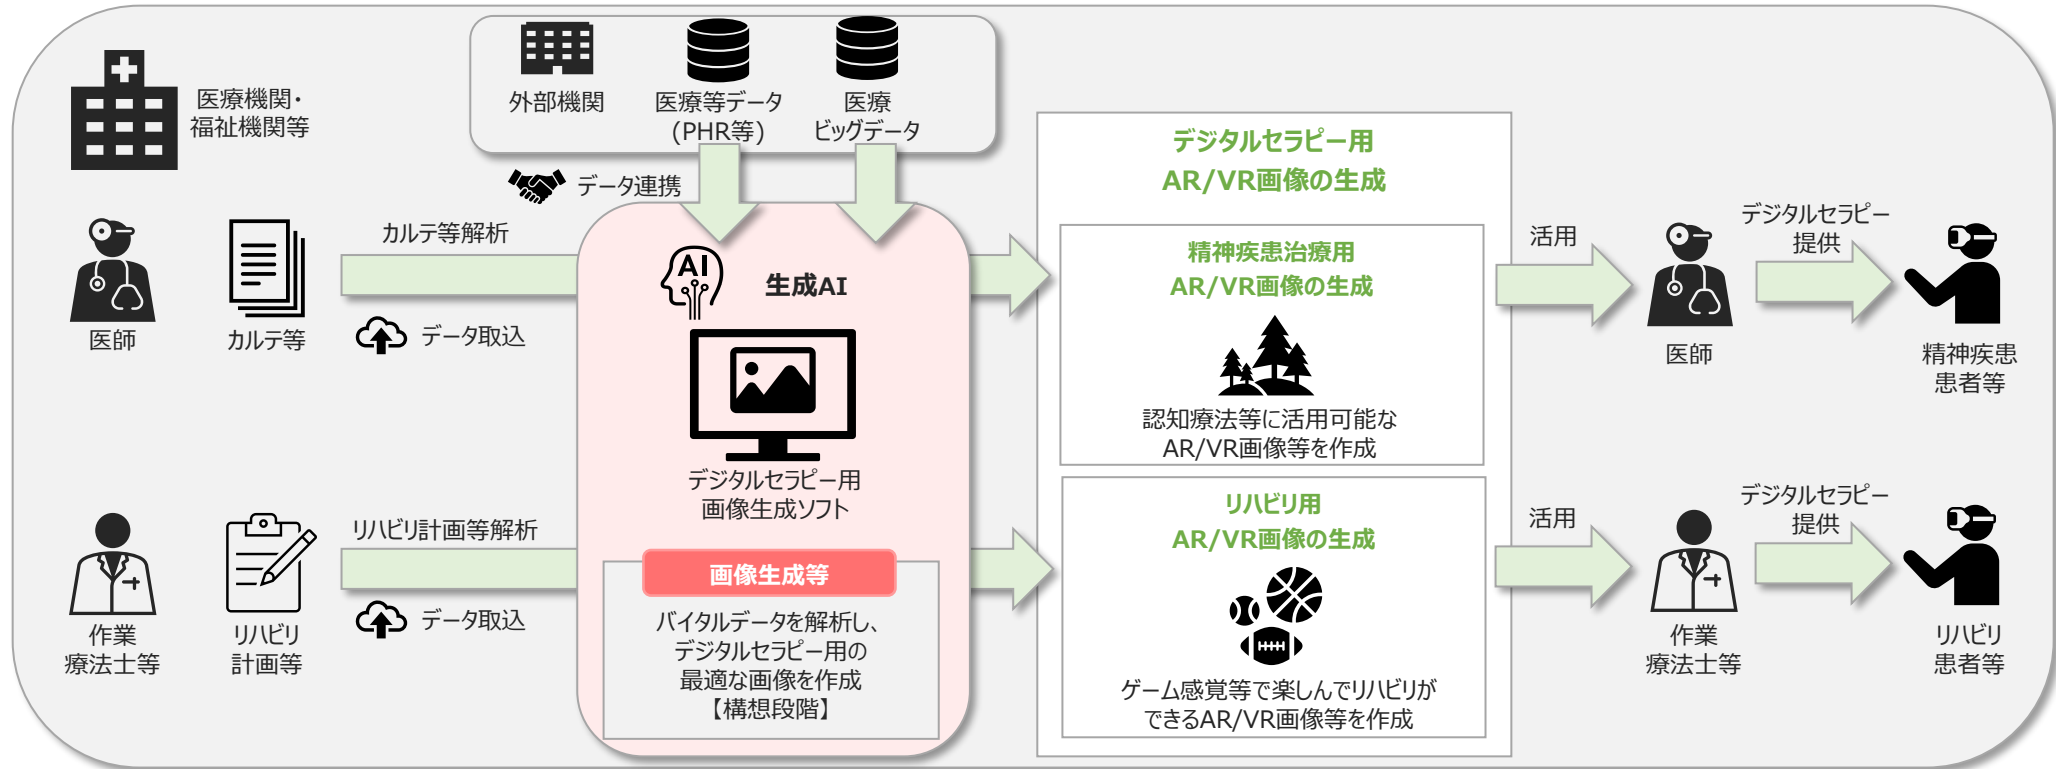 医療機関・
福祉機関等
外部機関
医療等データ
(PHR等)
医療
ビッグデータ
データ連携
医師
カルテ等
カルテ等解析
データ取込
作業
療法士等
リハビリ
計画等
リハビリ計画等解析
データ取込
AI
生成AI
デジタルセラピー用
画像生成ソフト
画像生成等
バイタルデータを解析し、
デジタルセラピー用の
最適な画像を作成
【構想段階】
デジタルセラピー用
AR/VR画像の生成
精神疾患治療用
AR/VR画像の生成
認知療法等に活用可能な
AR/VR画像等を作成
リハビリ用
AR/VR画像の生成
ゲーム感覚等で楽しんでリハビリが
できるAR/VR画像等を作成
活用
医師
デジタルセラピー
提供
精神疾患
患者等
活用
作業
療法士等
デジタルセラピー
提供
リハビリ
患者等